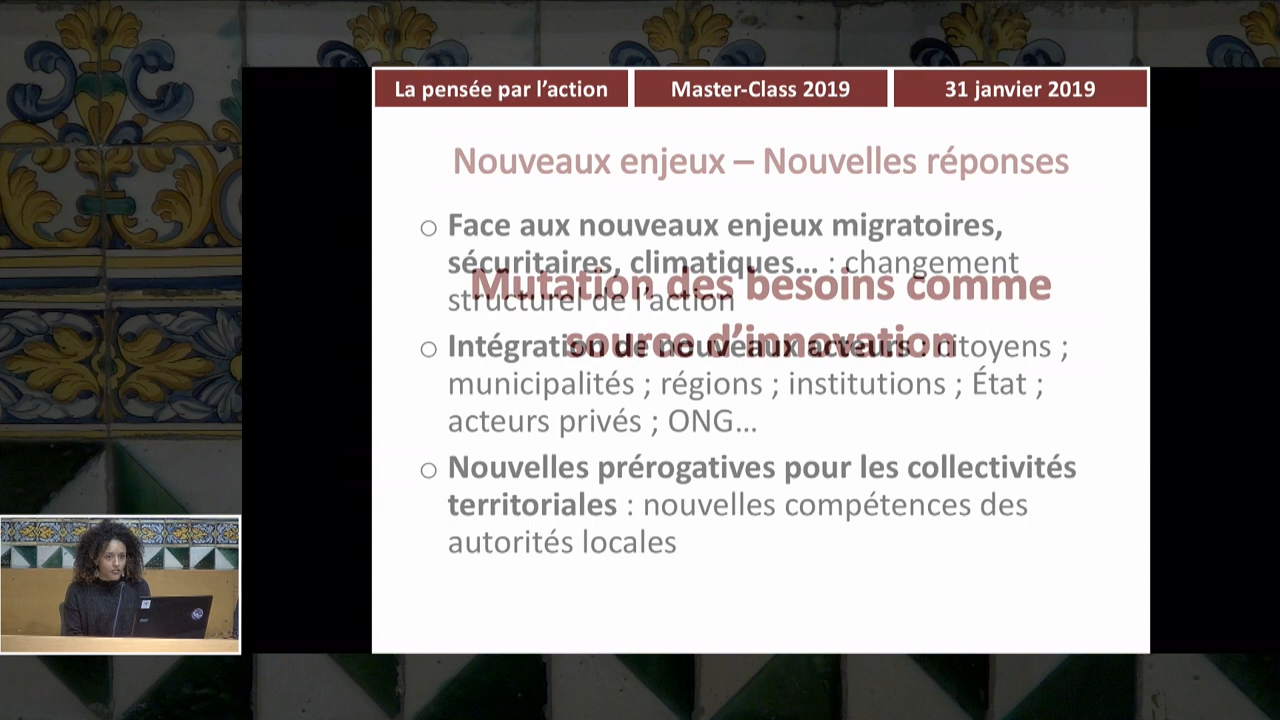 La pensée par l’action
Master-Class 2019
31 janvier 2019
Nouveaux enjeux – Nouvelles réponses
○ Face aux nouveaux enjeux migratoires,
sécuritaires, climatiques… : changement
structurel de l’action
Mutation des besoins comme
source d’innovation
○ Intégration de nouveaux acteurs : citoyens ;
municipalités ; régions ; institutions ; État ;
acteurs privés ; ONG…
○ Nouvelles prérogatives pour les collectivités
territoriales : nouvelles compétences des
autorités locales